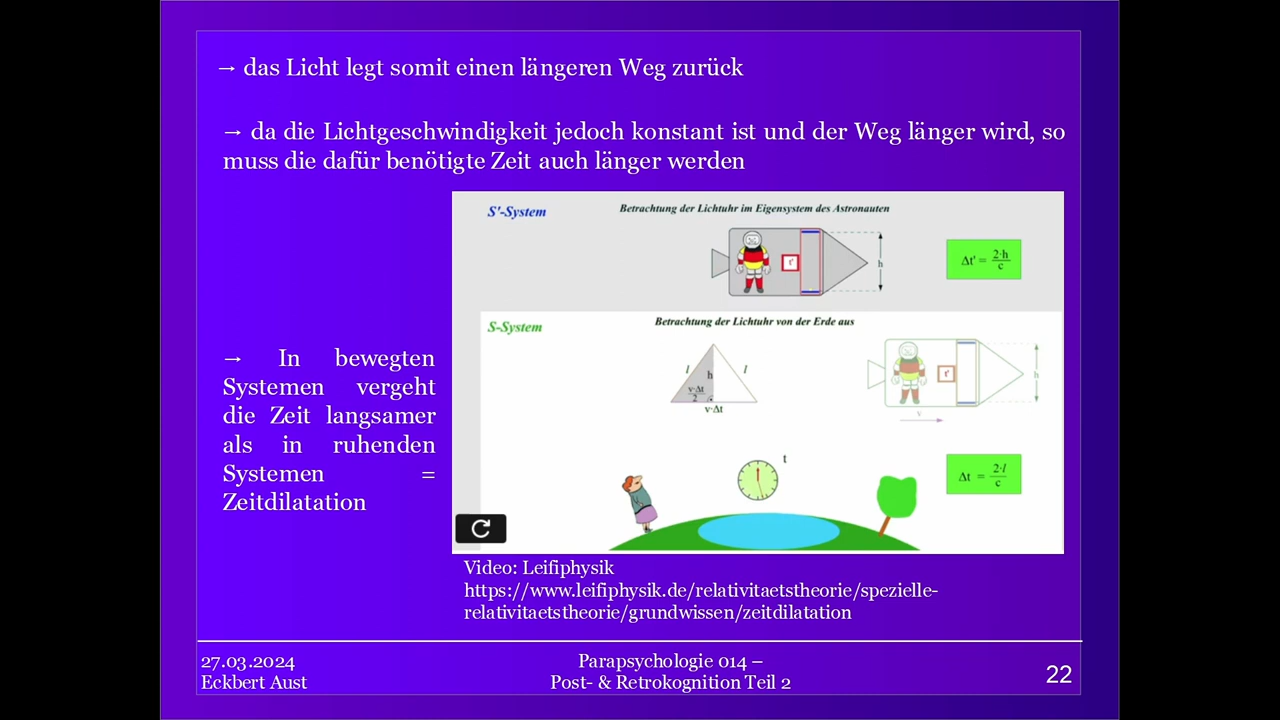 → das Licht legt somit einen längeren Weg zurück
→ da die Lichtgeschwindigkeit jedoch konstant ist und der Weg länger wird, so
muss die dafür benötigte Zeit auch länger werden
→ In bewegten
Systemen vergeht
die Zeit langsamer
als in ruhenden
Systemen =
Zeitdilatation
S'-System
Betrachtung der Lichtuhr im Eigensystem des Astronauten
t'
h
Δt' = 2·h
c
S-System
Betrachtung der Lichtuhr von der Erde aus
l
h
l
v·Δt
2
v·Δt
t'
h
v
t
Δt = 2·l
c
Video: Leifiphysik
https://www.leifiphysik.de/relativitaetstheorie/spezielle-
relativitaetstheorie/grundwissen/zeitdilatation
27.03.2024
Eckbert Aust
Parapsychologie 014 –
Post- & Retrokognition Teil 2
22